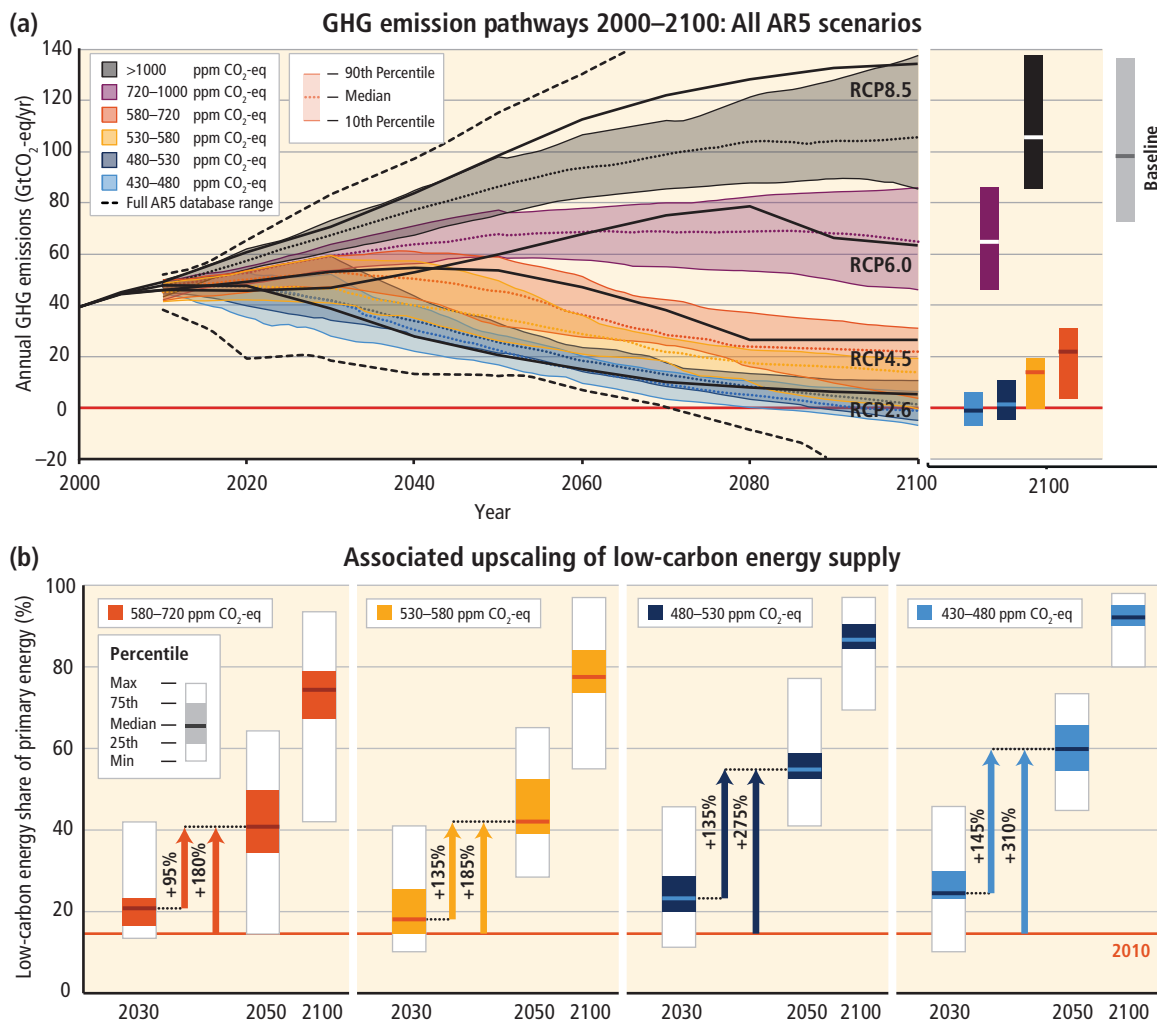 (a)
GHG emission pathways 2000–2100: All AR5 scenarios
Annual GHG emissions (GtCO2-eq/yr)
140
120
100
80
60
40
20
0
–20
>1000 ppm CO2-eq
720–1000 ppm CO2-eq
580–720 ppm CO2-eq
530–580 ppm CO2-eq
480–530 ppm CO2-eq
430–480 ppm CO2-eq
Full AR5 database range
90th Percentile
Median
10th Percentile
RCP8.5
RCP6.0
RCP4.5
RCP2.6
Baseline
2000 2020 2040 2060 2080 2100
2100
Year
(b)
Associated upscaling of low-carbon energy supply
Low-carbon energy share of primary energy (%)
100
80
60
40
20
0
580–720 ppm CO2-eq
Percentile
Max
75th
Median
25th
Min
+95%
+180%
530–580 ppm CO2-eq
+135%
+185%
480–530 ppm CO2-eq
+135%
+275%
430–480 ppm CO2-eq
+145%
+310%
2010
2030 2050 2100
2030 2050 2100
2030 2050 2100
2030 2050 2100